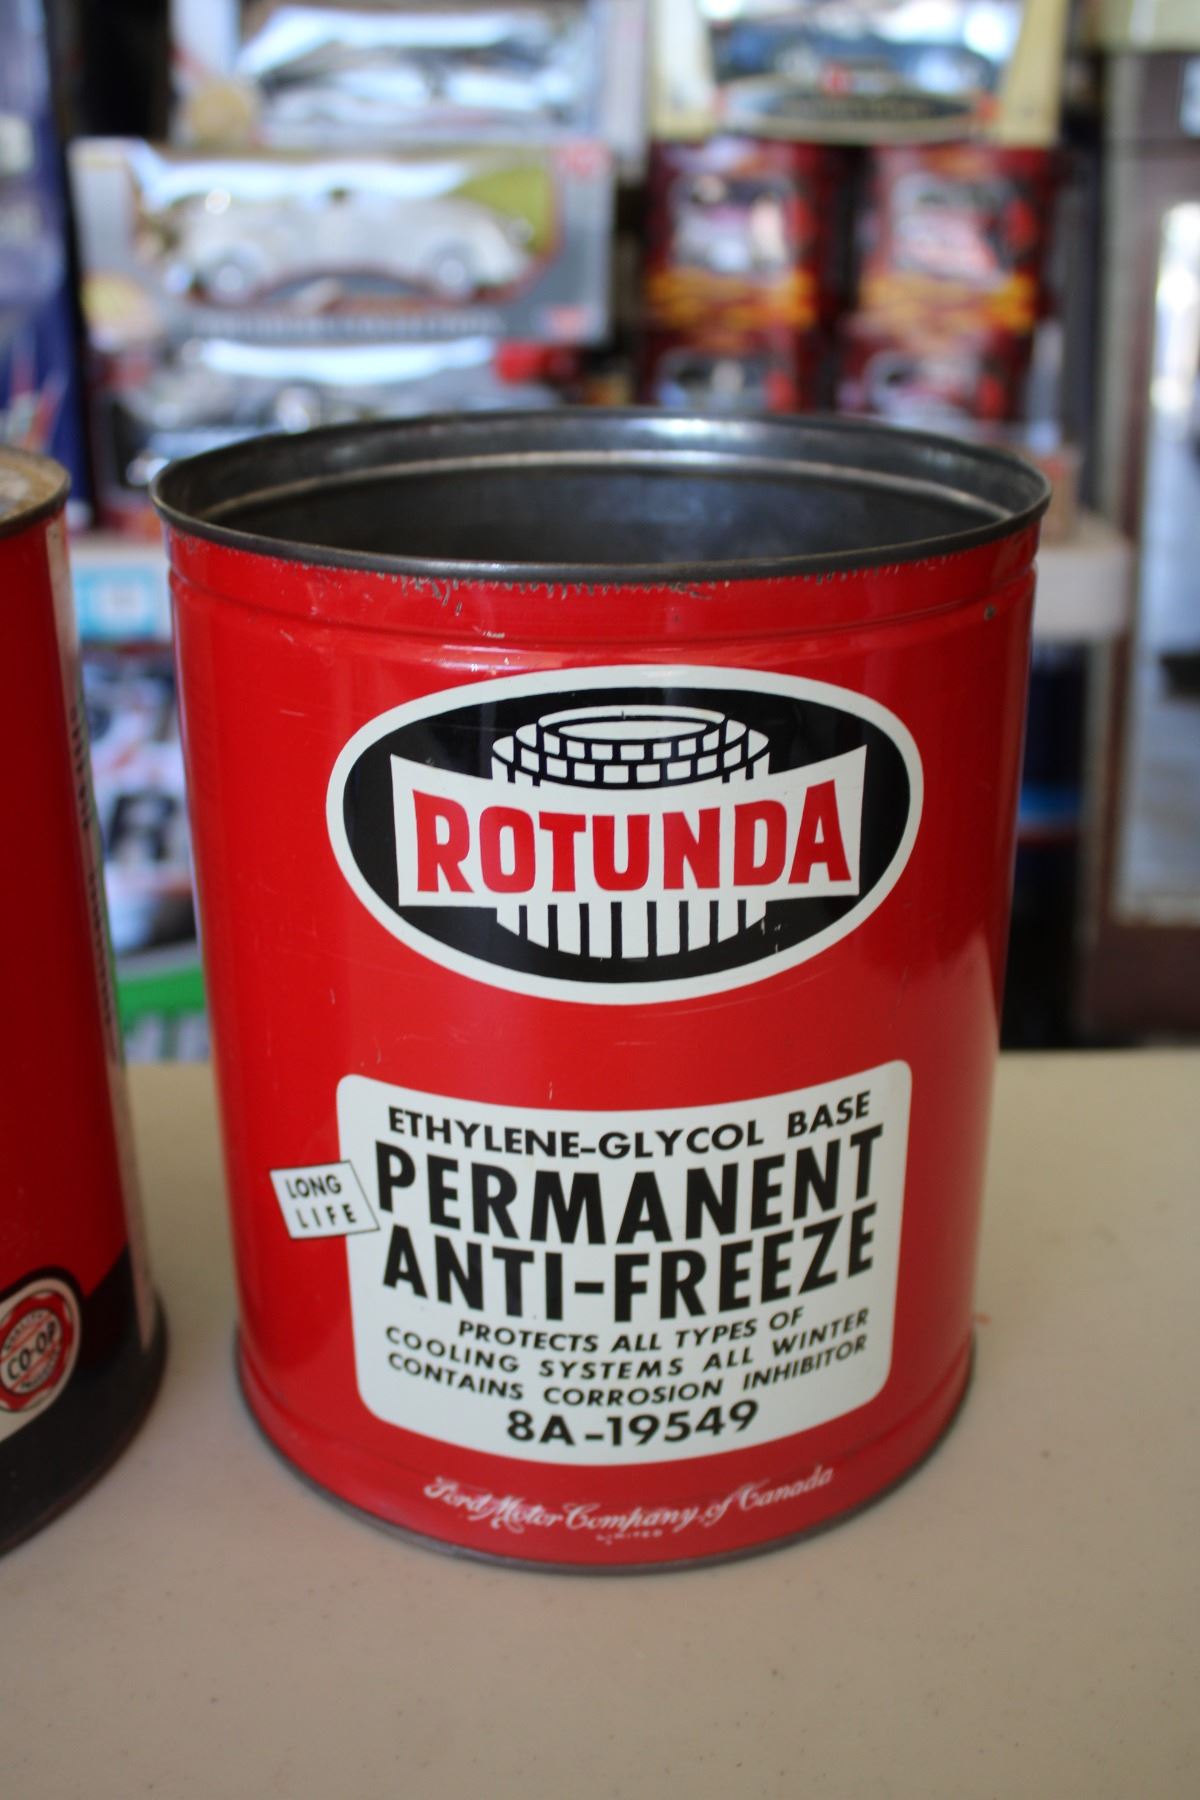 ROTUNDA
ETHYLENE-GLYCOL BASE
LONG
LIFE
PERMANENT
ANTI-FREEZE
PROTECTS ALL TYPES OF
COOLING SYSTEMS ALL WINTER
CONTAINS CORROSION INHIBITOR
8A-19549
Ford Motor Company of Canada
LIMITED
CO-OP